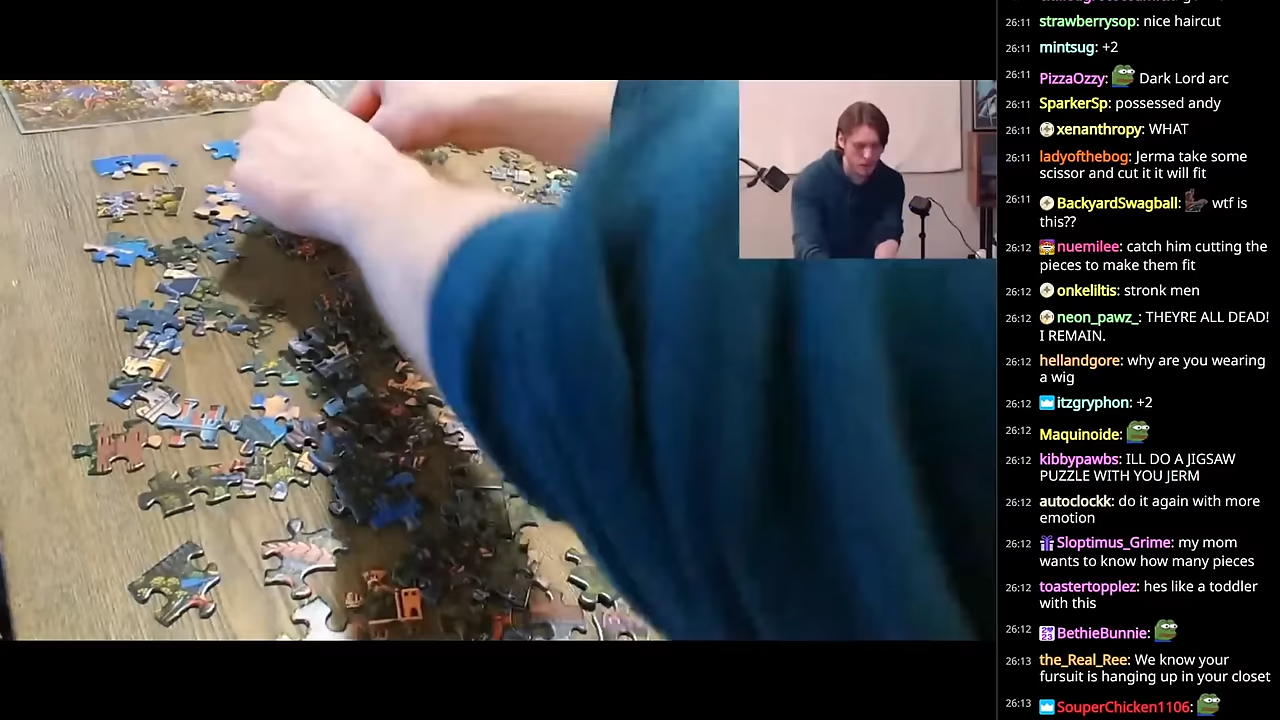 26:11 strawberrysop: nice haircut
26:11 mintsug: +2
26:11 PizzaOzzy: Dark Lord arc
26:11 SparkerSp: possessed andy
26:11 xenanthropy: WHAT
26:11 ladyofthebog: Jerma take some
scissor and cut it it will fit
26:11 BackyardSwagball: wtf is
this??
26:12 nuemilee: catch him cutting the
pieces to make them fit
26:12 onkeliltis: stronk men
26:12 neon_pawz_: THEYRE ALL DEAD!
I REMAIN.
26:12 hellandgore: why are you wearing
a wig
26:12 itzgryphon: +2
26:12 Maquinoide:
26:12 kibbypawbs: ILL DO A JIGSAW
PUZZLE WITH YOU JERM
26:12 autoclockk: do it again with more
emotion
26:12 Sloptimus_Grime: my mom
wants to know how many pieces
26:12 toastertopplez: hes like a toddler
with this
26:12 BethieBunnie:
26:13 the_Real_Ree: We know your
fursuit is hanging up in your closet
26:13 SouperChicken1106: